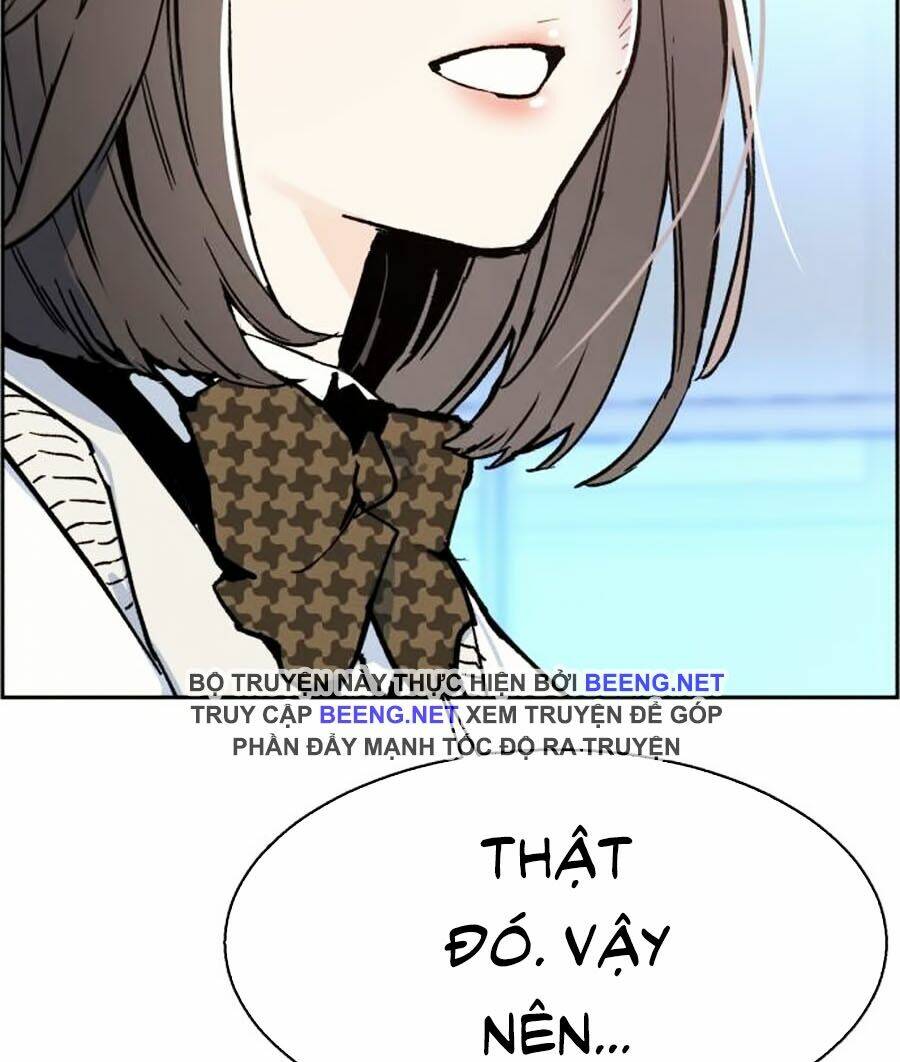 BỘ TRUYỆN NÀY THỰC HIỆN BỞI BEENG.NET
TRUY CẬP BEENG.NET XEM TRUYỆN ĐỂ GÓP
PHẦN ĐẨY MẠNH TỐC ĐỘ RA TRUYỆN
THẬT
ĐÓ. VẬY
NÊN...